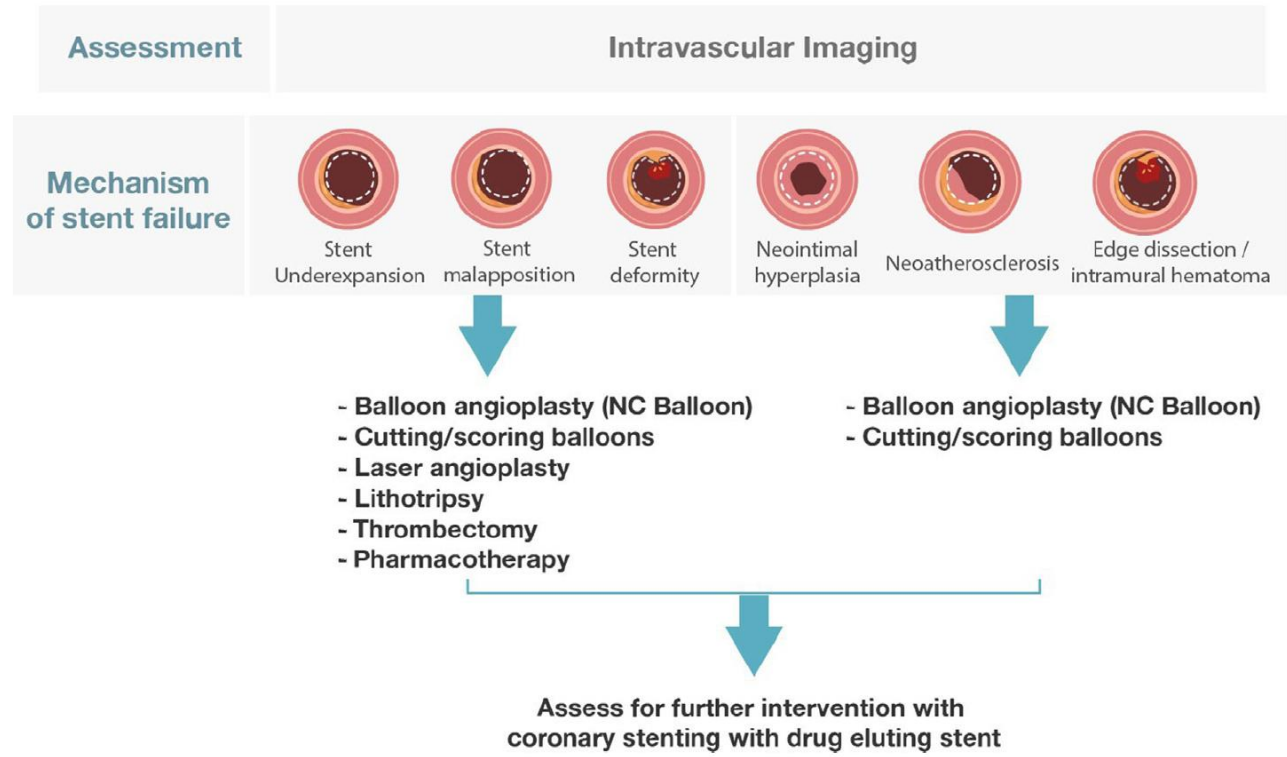 Assessment
Intravascular Imaging
Mechanism
of stent failure
Stent
Underexpansion
Stent
malapposition
Stent
deformity
Neointimal
hyperplasia
Neoatherosclerosis
Edge dissection /
intramural hematoma
- Balloon angioplasty (NC Balloon)
- Cutting/scoring balloons
- Laser angioplasty
- Lithotripsy
- Thrombectomy
- Pharmacotherapy
- Balloon angioplasty (NC Balloon)
- Cutting/scoring balloons
Assess for further intervention with
coronary stenting with drug eluting stent